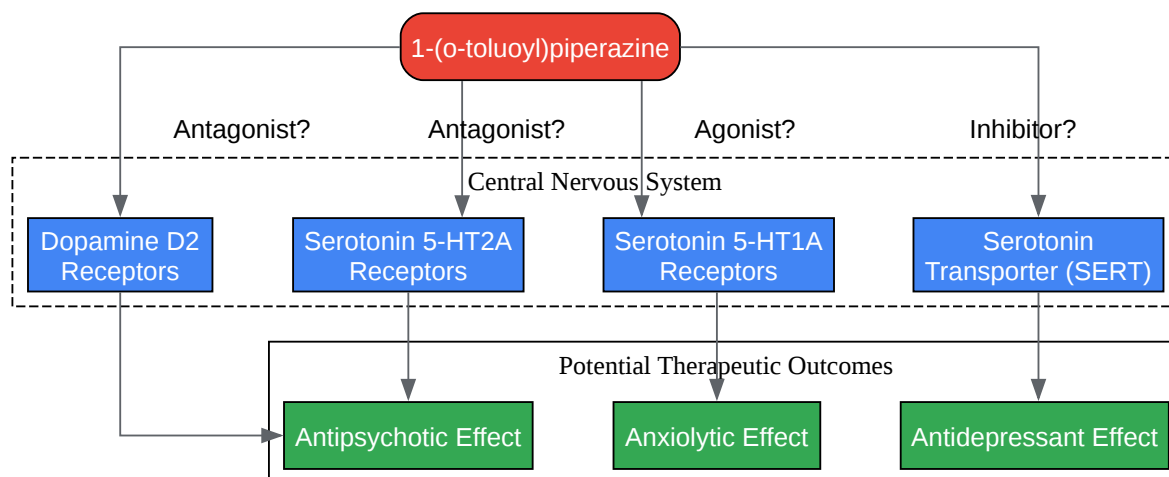 1-(o-toluoyl)piperazine
Antagonist?
Antagonist?
Agonist?
Inhibitor?
Central Nervous System
Dopamine D2
Receptors
Serotonin 5-HT2A
Receptors
Serotonin 5-HT1A
Receptors
Serotonin
Transporter (SERT)
Potential Therapeutic Outcomes
Antipsychotic Effect
Anxiolytic Effect
Antidepressant Effect